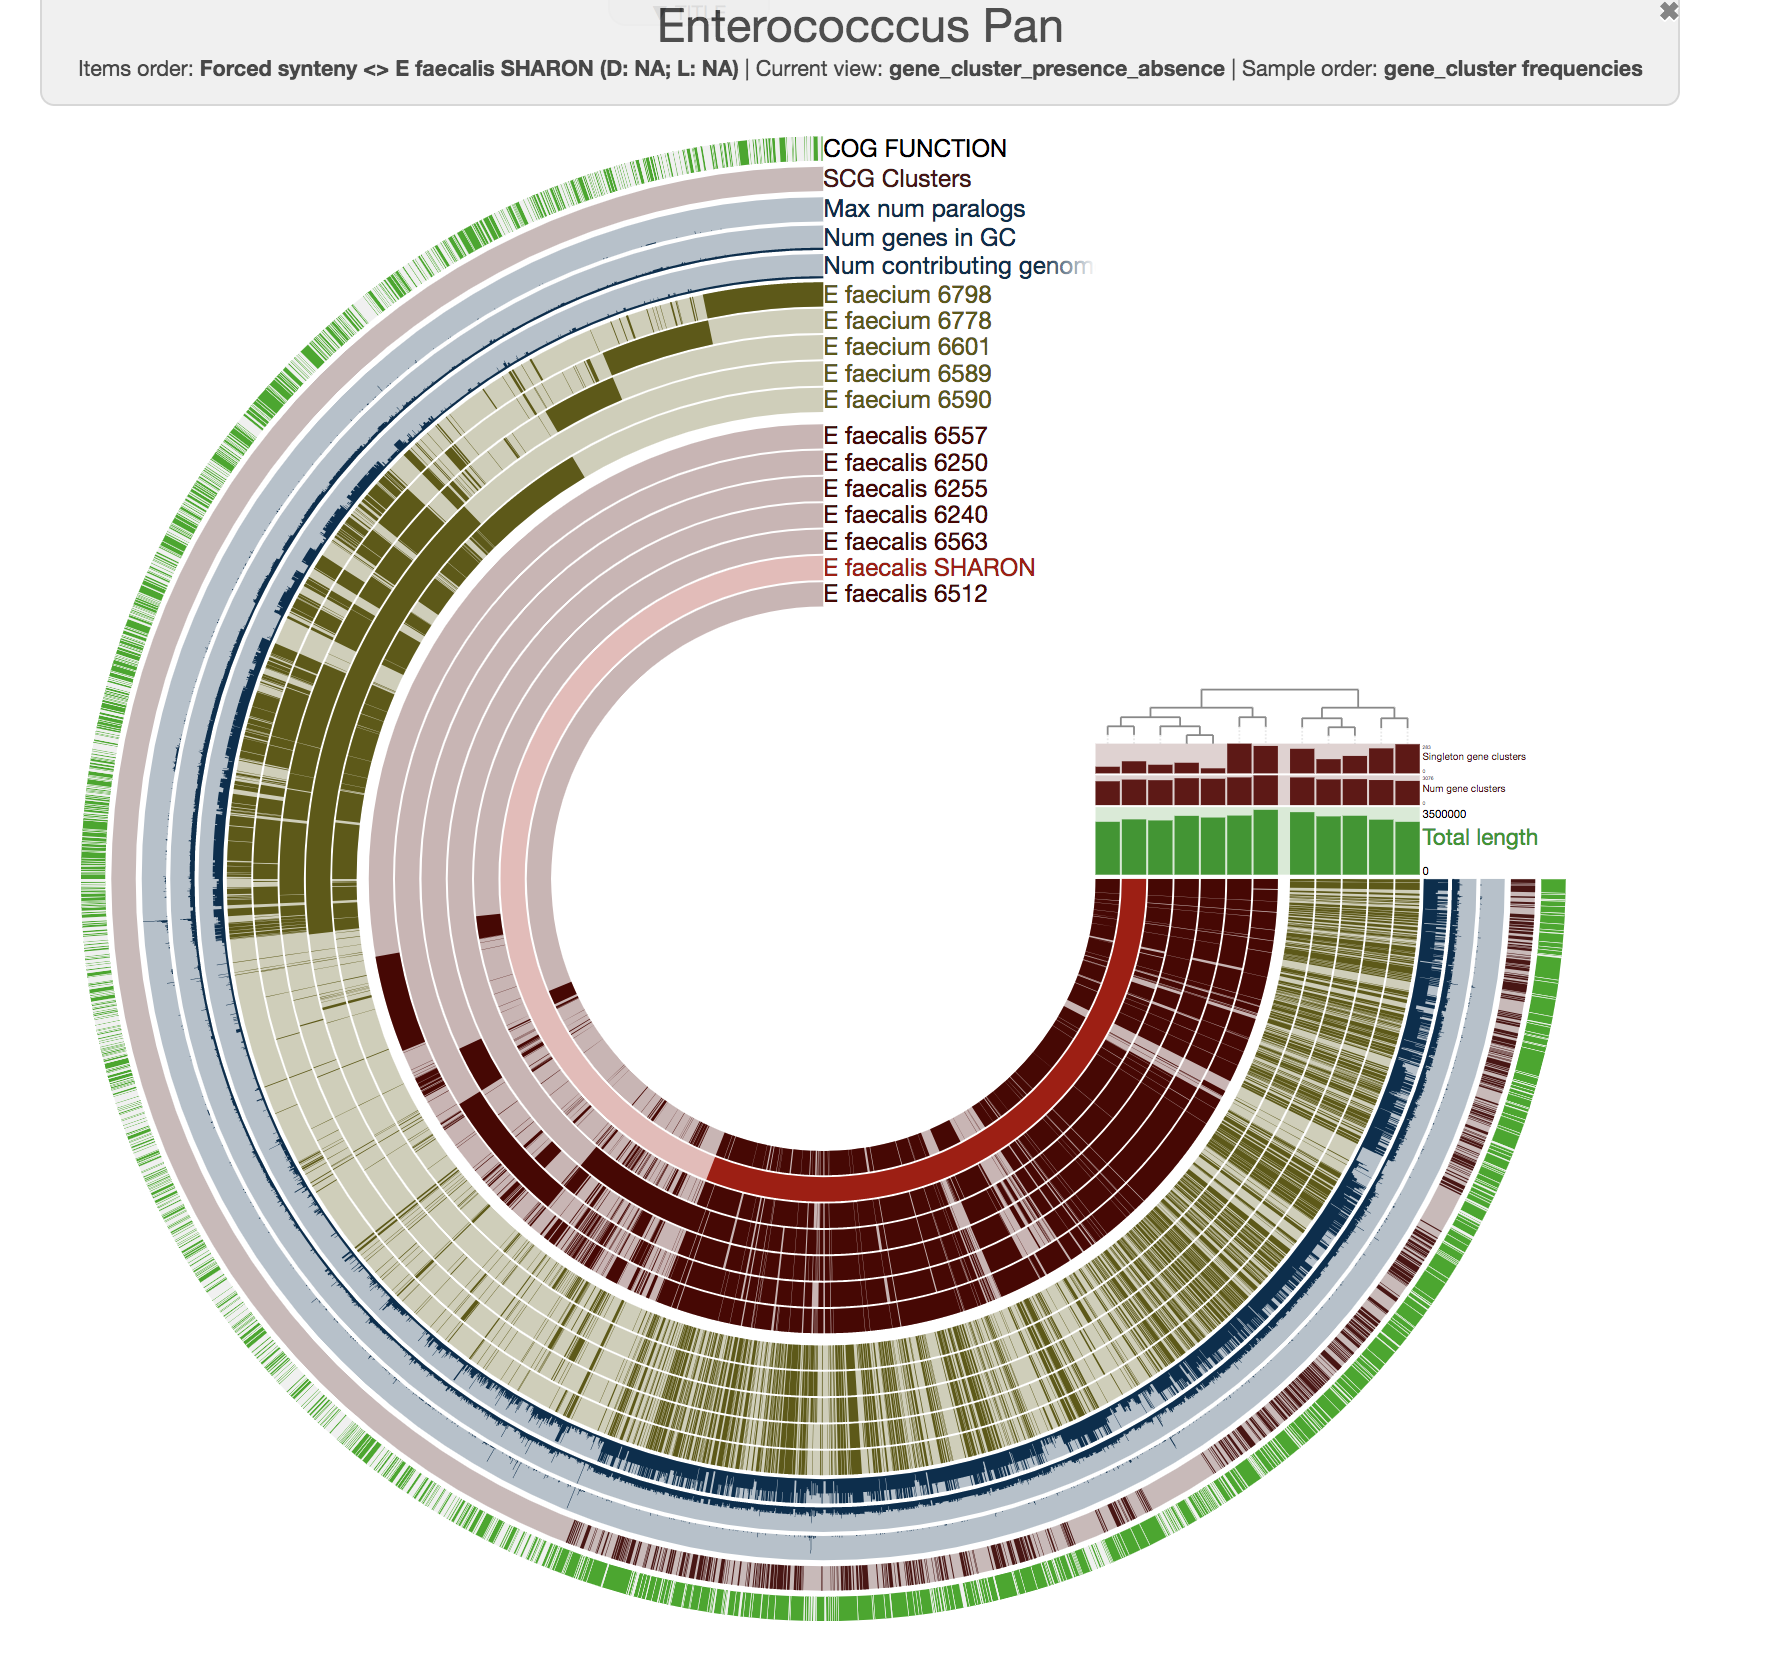 TITLE
Enterococccus Pan
Items order: Forced synteny <> E faecalis SHARON (D: NA; L: NA) | Current view: gene_cluster_presence_absence | Sample order: gene_cluster frequencies
COG FUNCTION
SCG Clusters
Max num paralogs
Num genes in GC
Num contributing genom
E faecium 6798
E faecium 6778
E faecium 6601
E faecium 6589
E faecium 6590
E faecalis 6557
E faecalis 6250
E faecalis 6255
E faecalis 6240
E faecalis 6563
E faecalis SHARON
E faecalis 6512
Singleton gene clusters
0
Num gene clusters
0
3500000
Total length
0